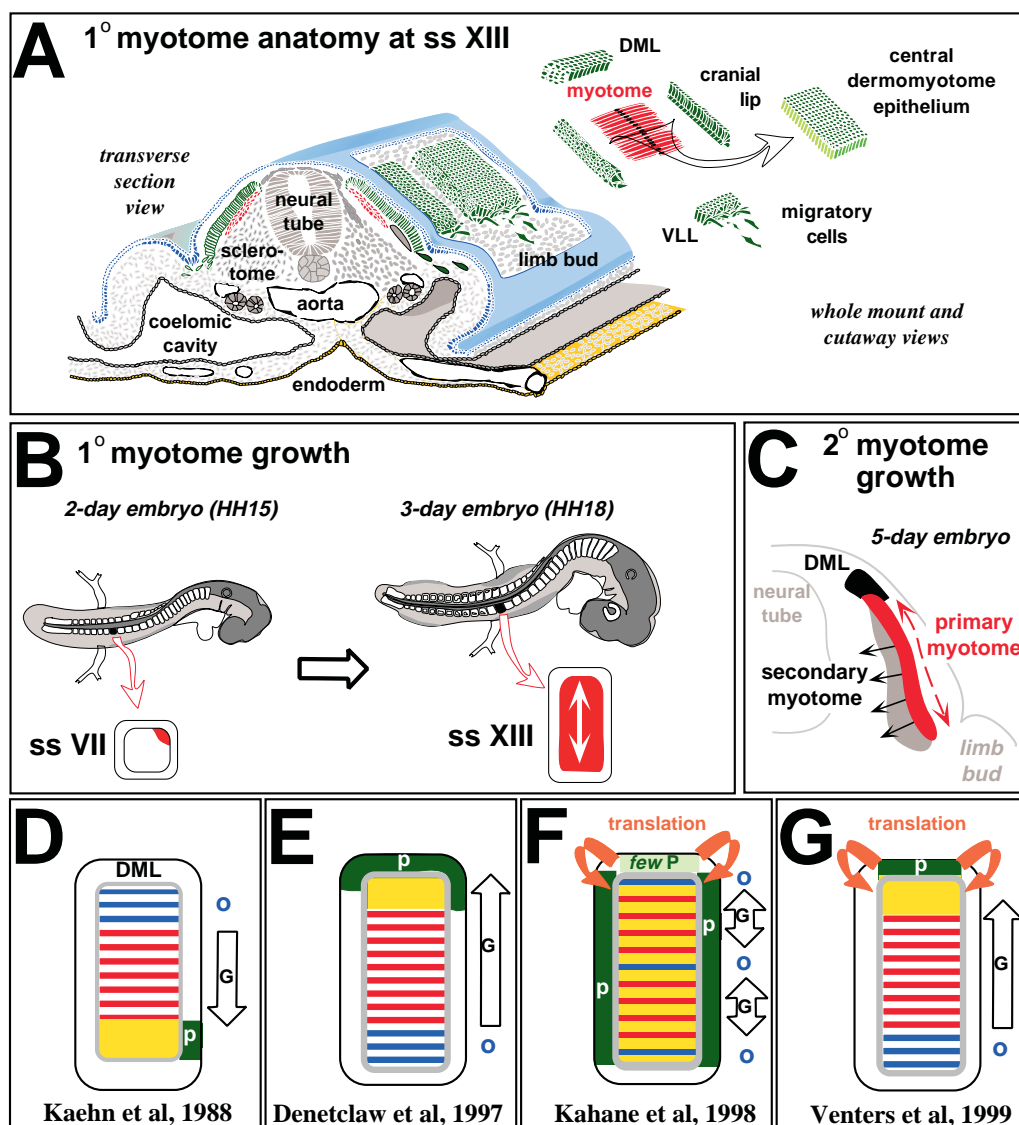 A
1° myotome anatomy at ss XIII
DML
myotome
cranial
lip
central
dermomyotome
epithelium
transverse
section
view
neural
tube
sclero-
tome
aorta
limb bud
VLL
migratory
cells
coelomic
cavity
endoderm
whole mount and
cutaway views
B
1° myotome growth
2-day embryo (HH15)
3-day embryo (HH18)
ss VII
ss XIII
C
2° myotome
growth
5-day embryo
DML
neural
tube
primary
myotome
secondary
myotome
limb
bud
D
DML
o
G
p
Kaehn et al, 1988
E
p
G
o
Denetclaw et al, 1997
F
translation
few P
o
G
p
o
p
G
o
Kahane et al, 1998
G
translation
p
G
o
Venters et al, 1999